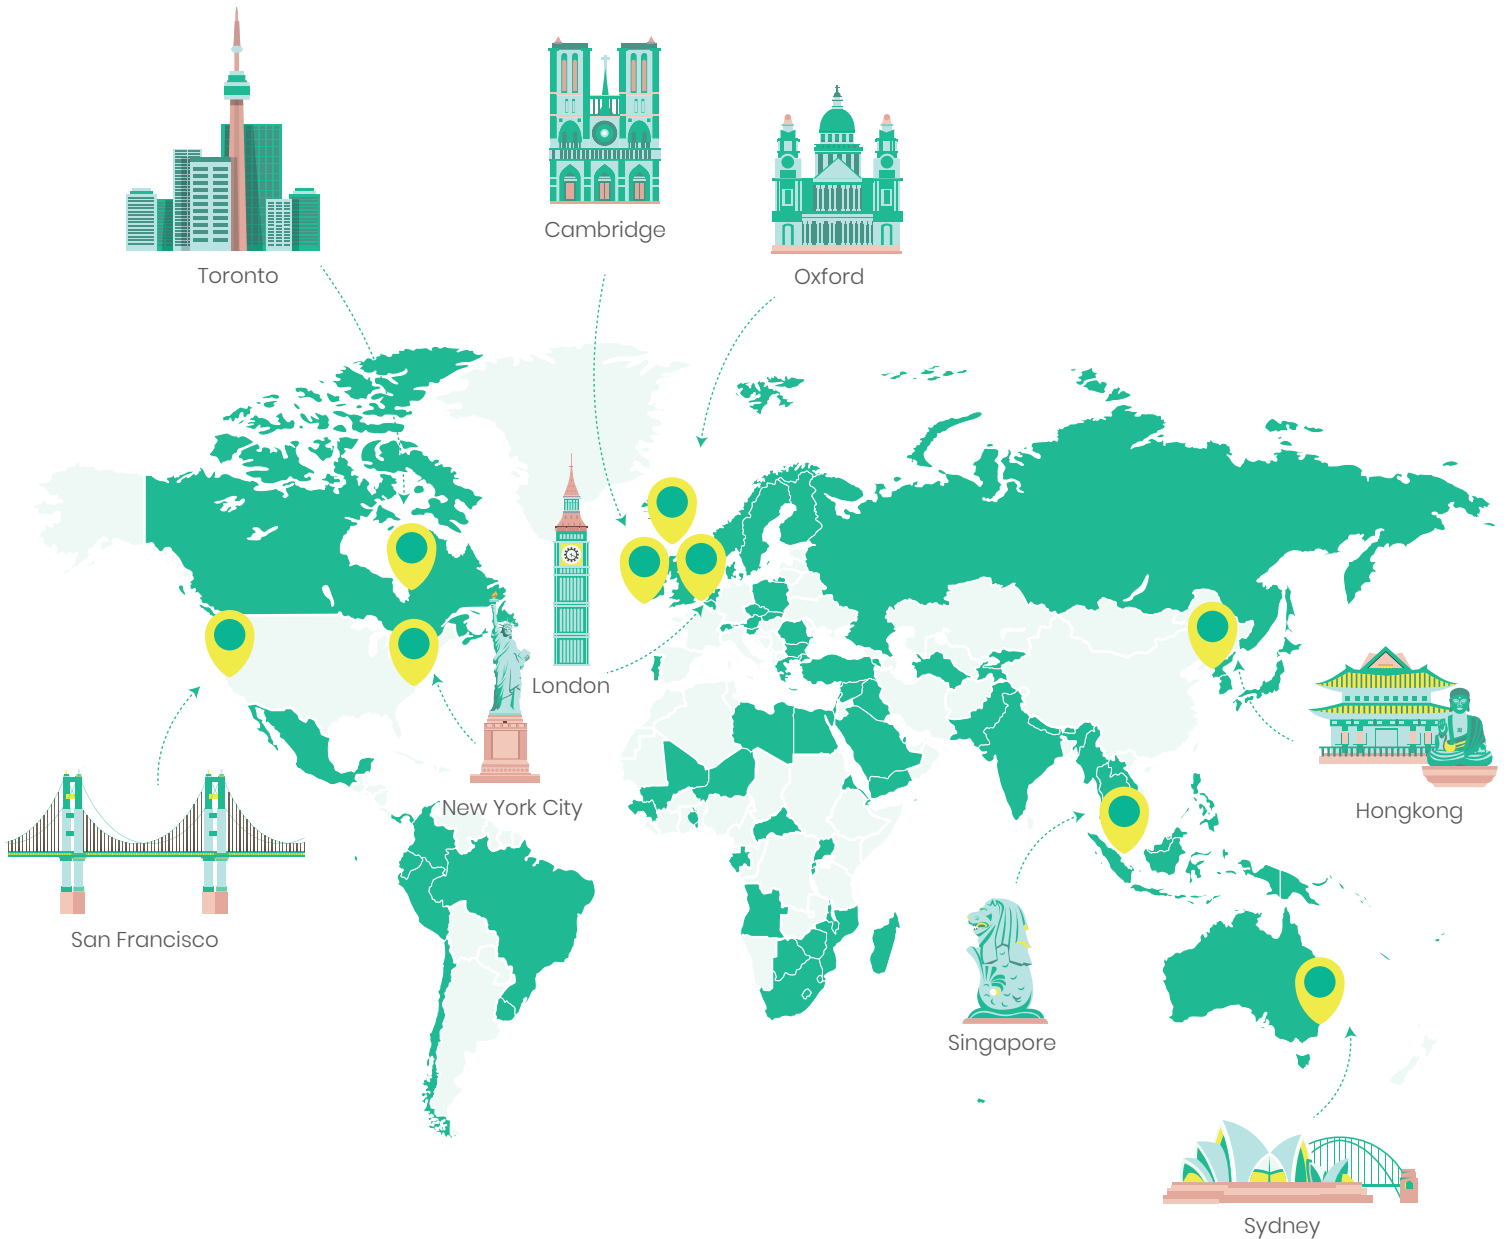 Cambridge
Toronto
Oxford
London
New York City
Hongkong
San Francisco
Singapore
Sydney